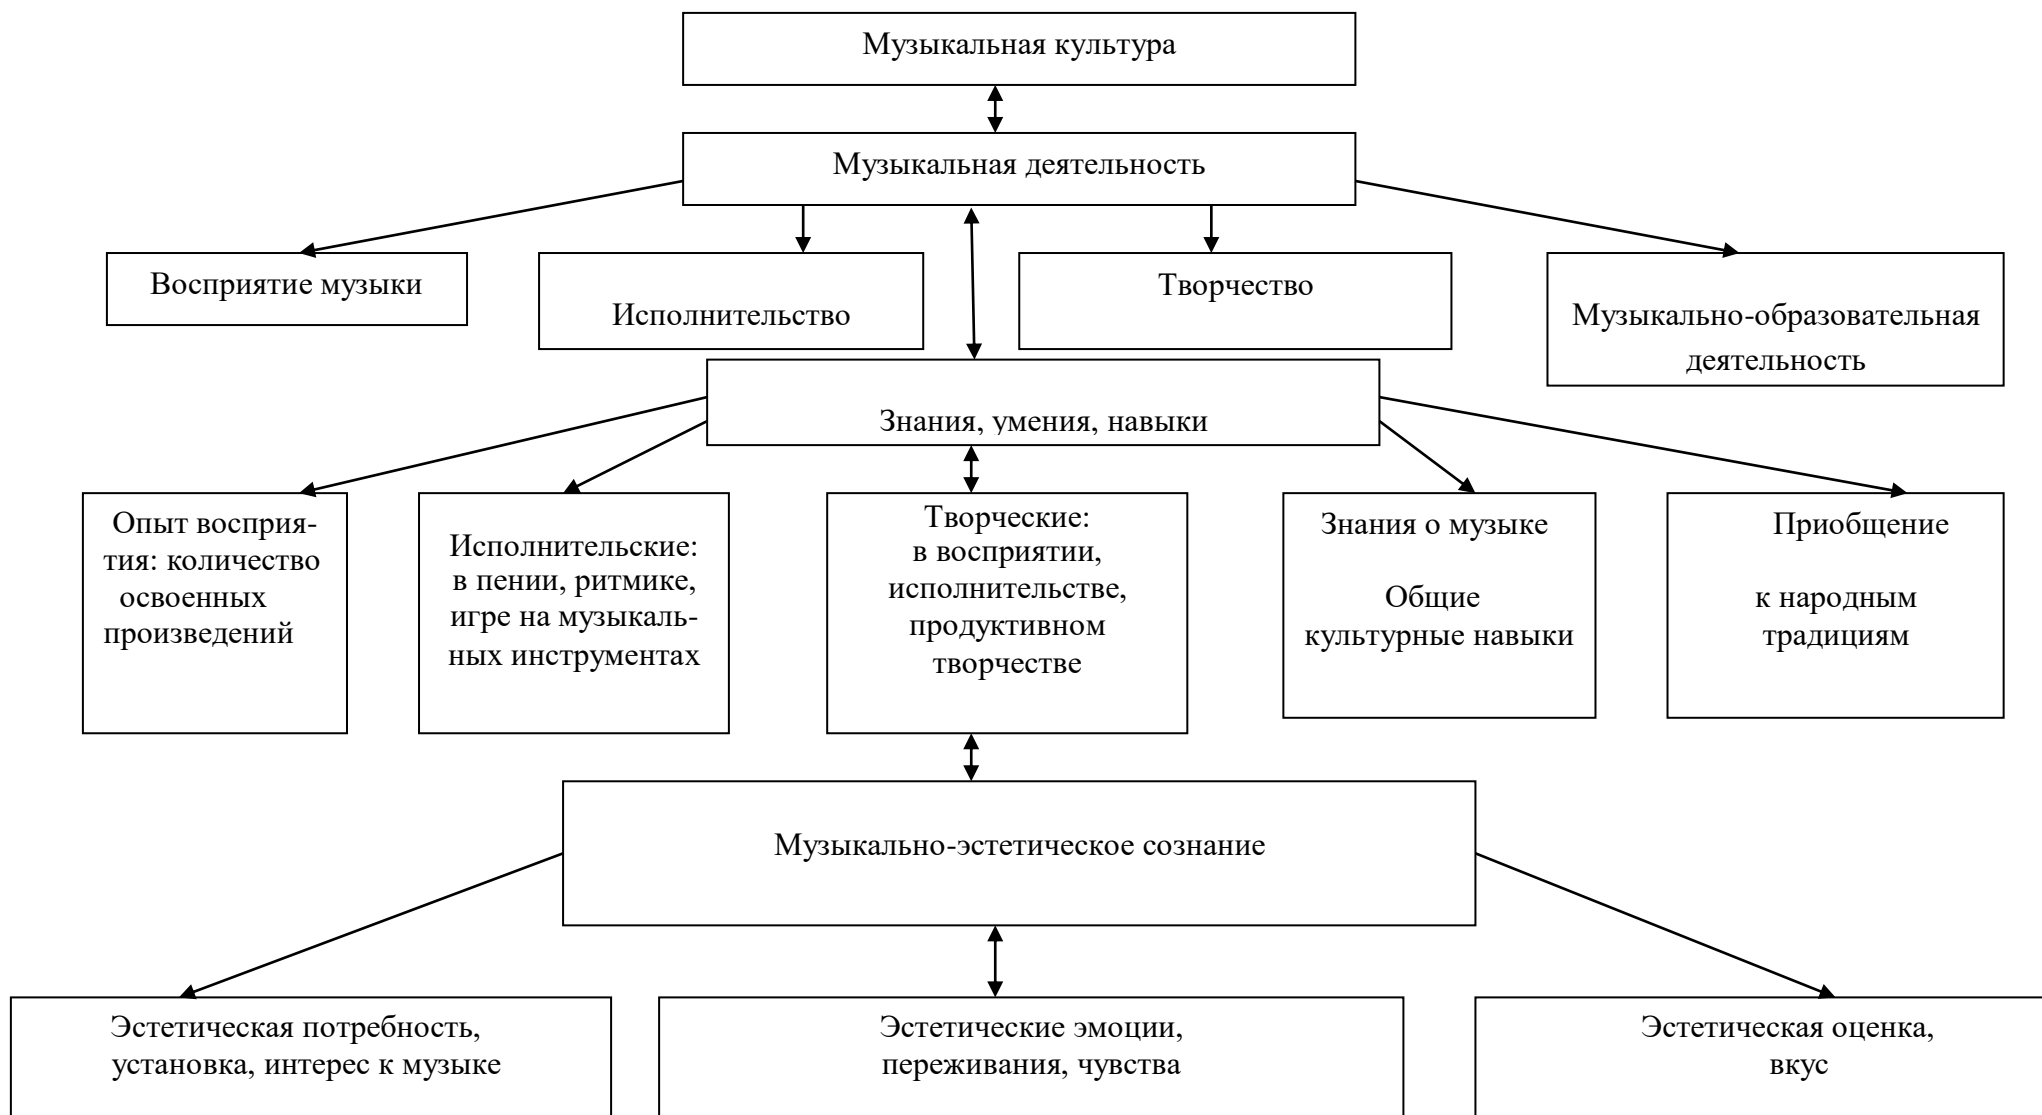 Музыкальная культура
Музыкальная деятельность
Восприятие музыки
Исполнительство
Творчество
Музыкально-образовательная
деятельность
Знания, умения, навыки
Опыт восприя-
тия: количество
освоенных
произведений
Исполнительские:
в пении, ритмике,
игре на музыкаль-
ных инструментах
Творческие:
в восприятии,
исполнительстве,
продуктивном
творчестве
Знания о музыке
Общие
культурные навыки
Приобщение
к народным
традициям
Музыкально-эстетическое сознание
Эстетическая потребность,
установка, интерес к музыке
Эстетические эмоции,
переживания, чувства
Эстетическая оценка,
вкус